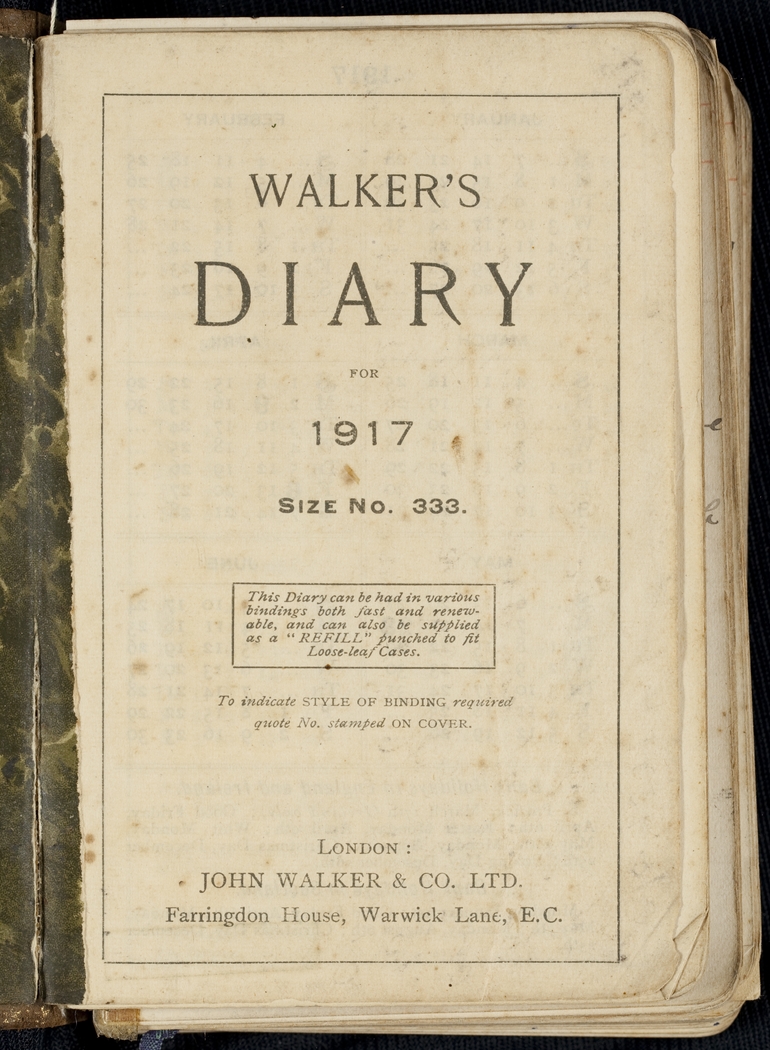 WALKER'S
DIARY
FOR
1917
SIZE NO. 333.
This Diary can be had in various
bindings both fast and renew-
able, and can also be supplied
as a "REFILL" punched to fit
Loose-leaf Cases.
To indicate STYLE OF BINDING required
quote No. stamped ON COVER.
LONDON :
JOHN WALKER & CO. LTD.
Farringdon House, Warwick Lane, E.C.